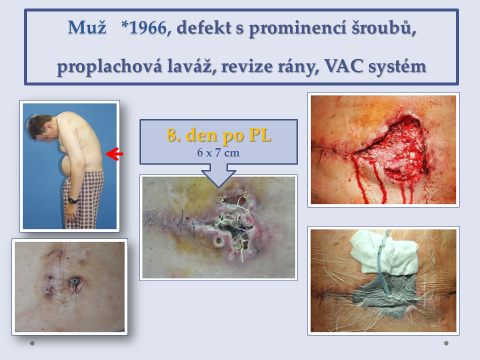 Muž *1966, defekt s prominencí šroubů,
proplachová laváž, revize rány, VAC systém
8. den po PL
6 x 7 cm